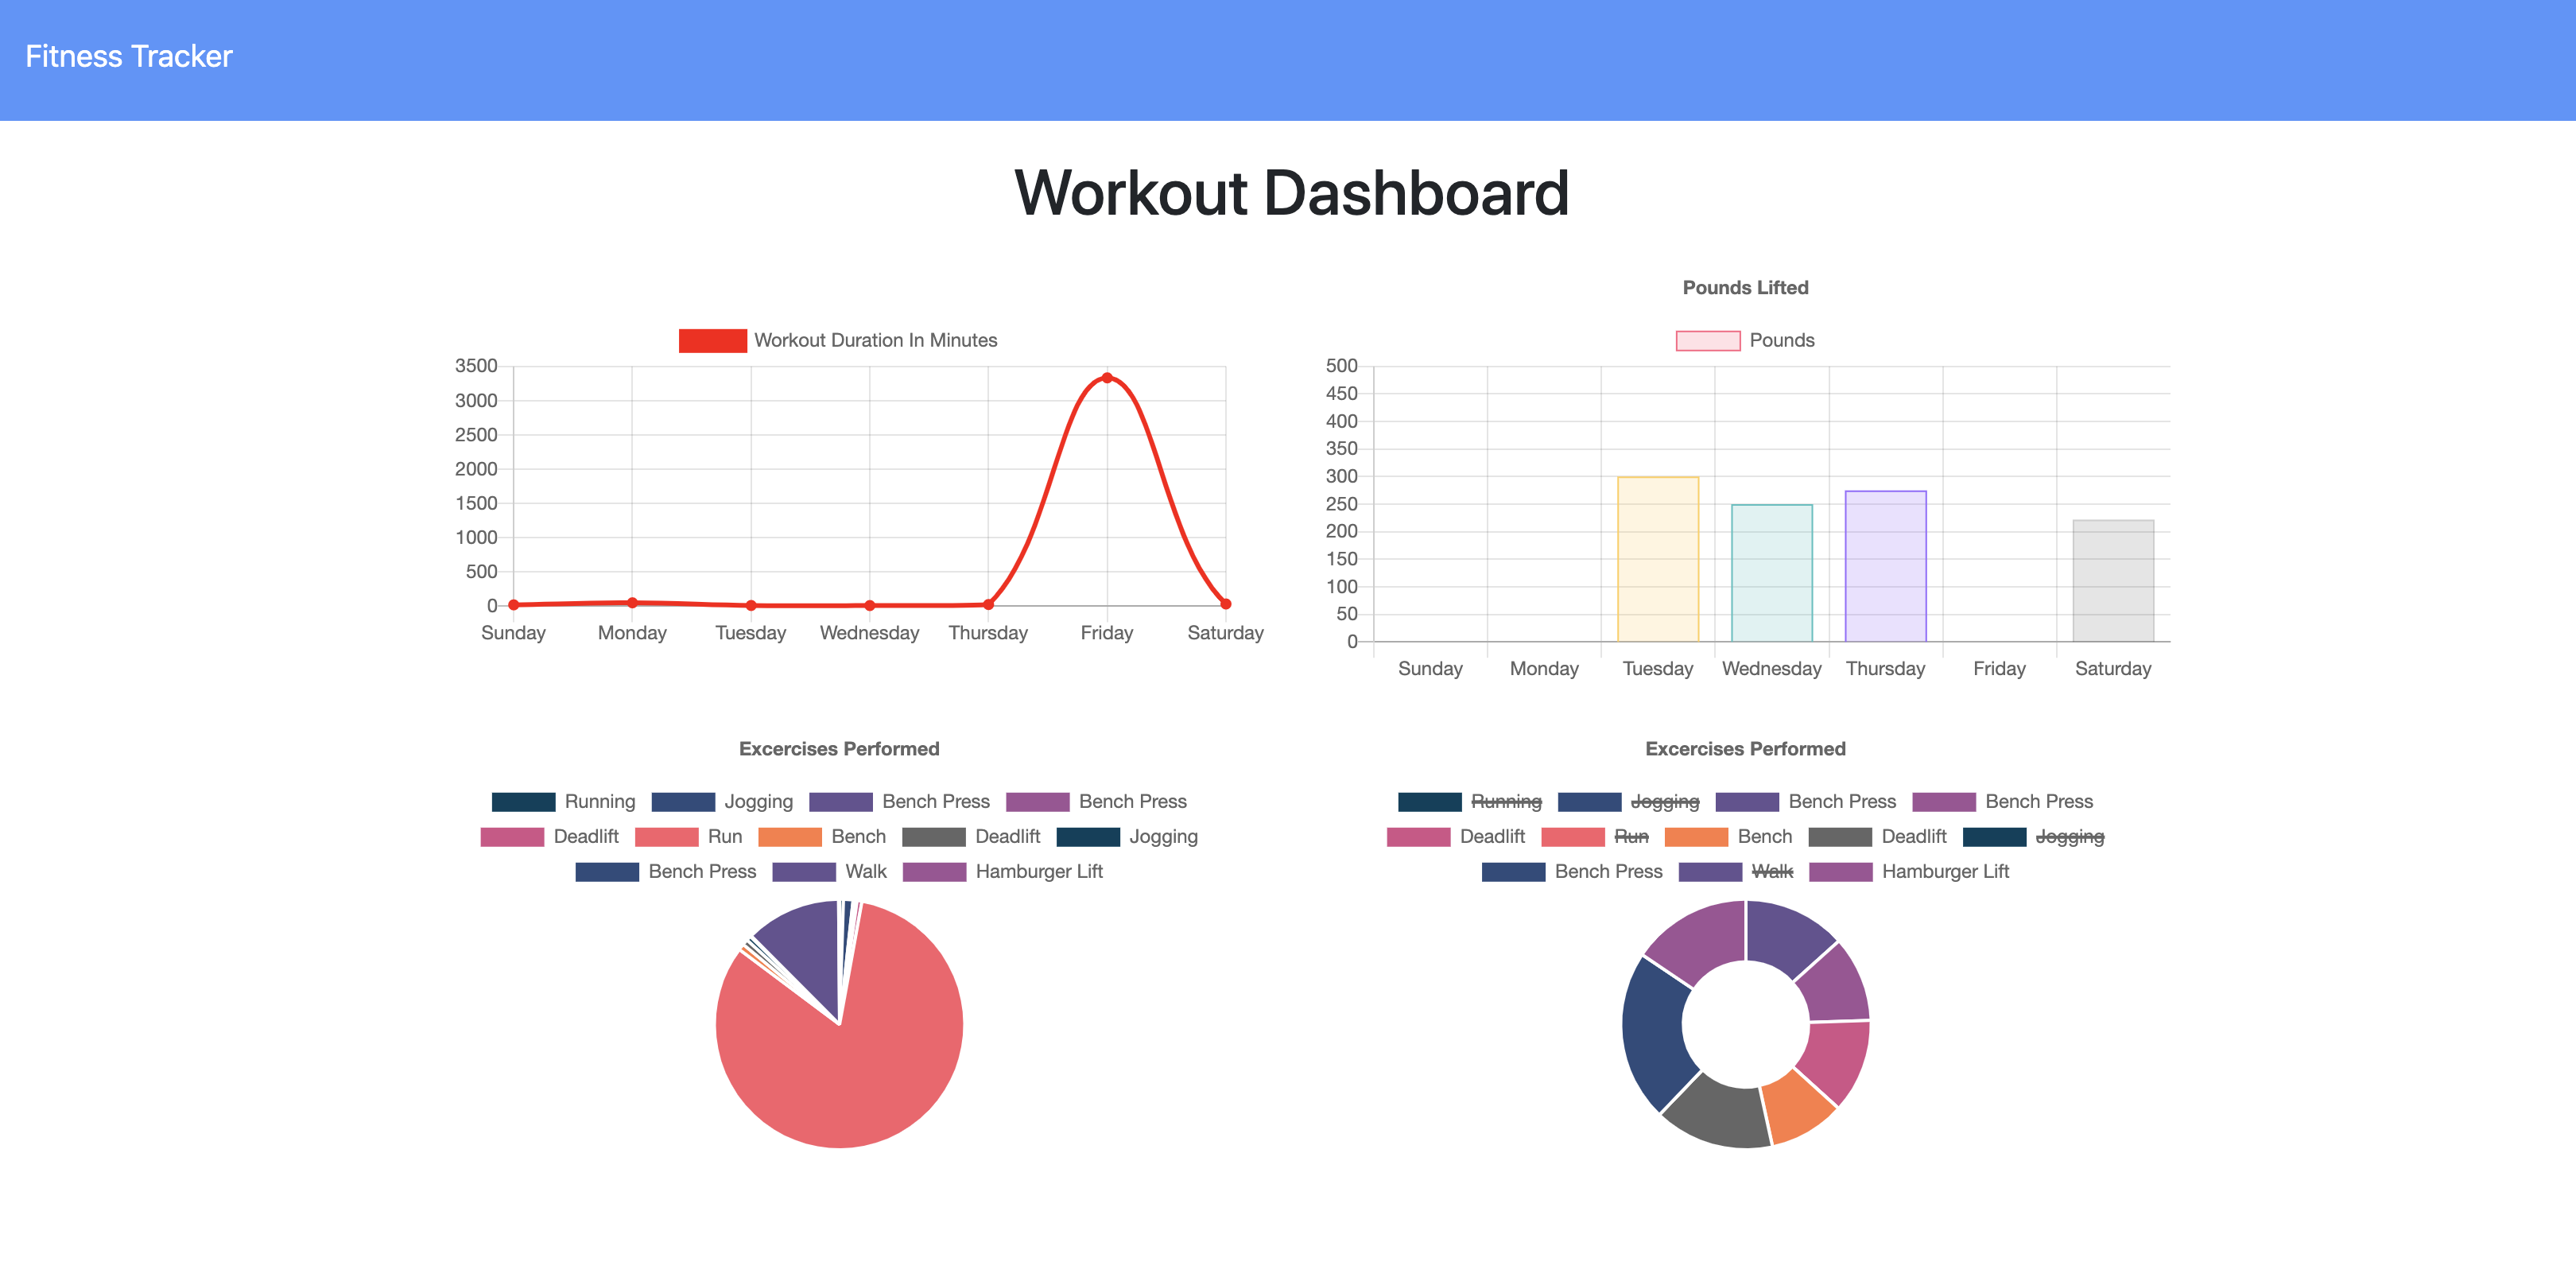 Fitness Tracker
Workout Dashboard
Workout Duration In Minutes
3500
3000
2500
2000
1500
1000
500
0
Sunday Monday Tuesday Wednesday Thursday Friday Saturday
Pounds Lifted
Pounds
500
450
400
350
300
250
200
150
100
50
0
Sunday Monday Tuesday Wednesday Thursday Friday Saturday
Excercises Performed
Running Jogging Bench Press Bench Press
Deadlift Run Bench Deadlift Jogging
Bench Press Walk Hamburger Lift
Excercises Performed
Running Jogging Bench Press Bench Press
Deadlift Run Bench Deadlift Jogging
Bench Press Walk Hamburger Lift